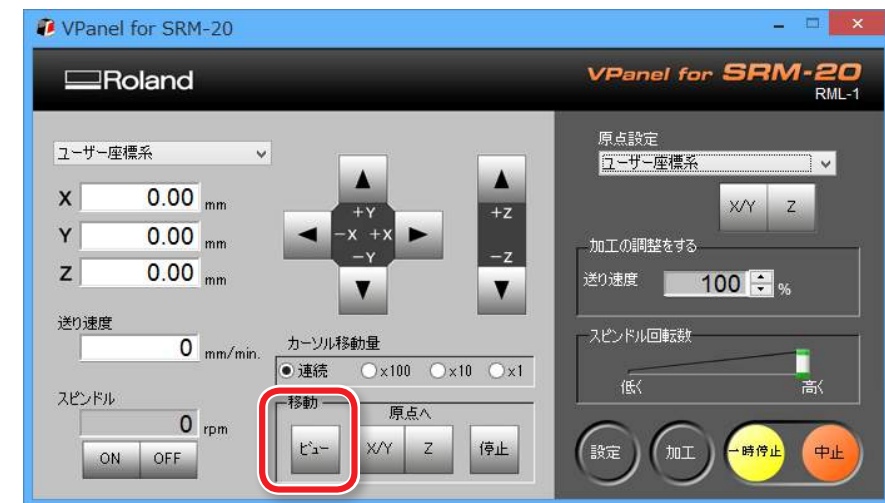 VPanel for SRM-20
Roland
VPanel for SRM-20
RML-1
ユーザー座標系
X 0.00 mm
Y 0.00 mm
Z 0.00 mm
送り速度
0 mm/min.
スピンドル
0 rpm
ON OFF
+Y
-X +X
-Y
+Z
-Z
カーソル移動量
連続 x100 x10 x1
移動
原点へ
ビュー X/Y Z 停止
原点設定
ユーザー座標系
X/Y Z
加工の調整をする
送り速度 100 %
スピンドル回転数
低く 高く
設定 加工 一時停止 中止